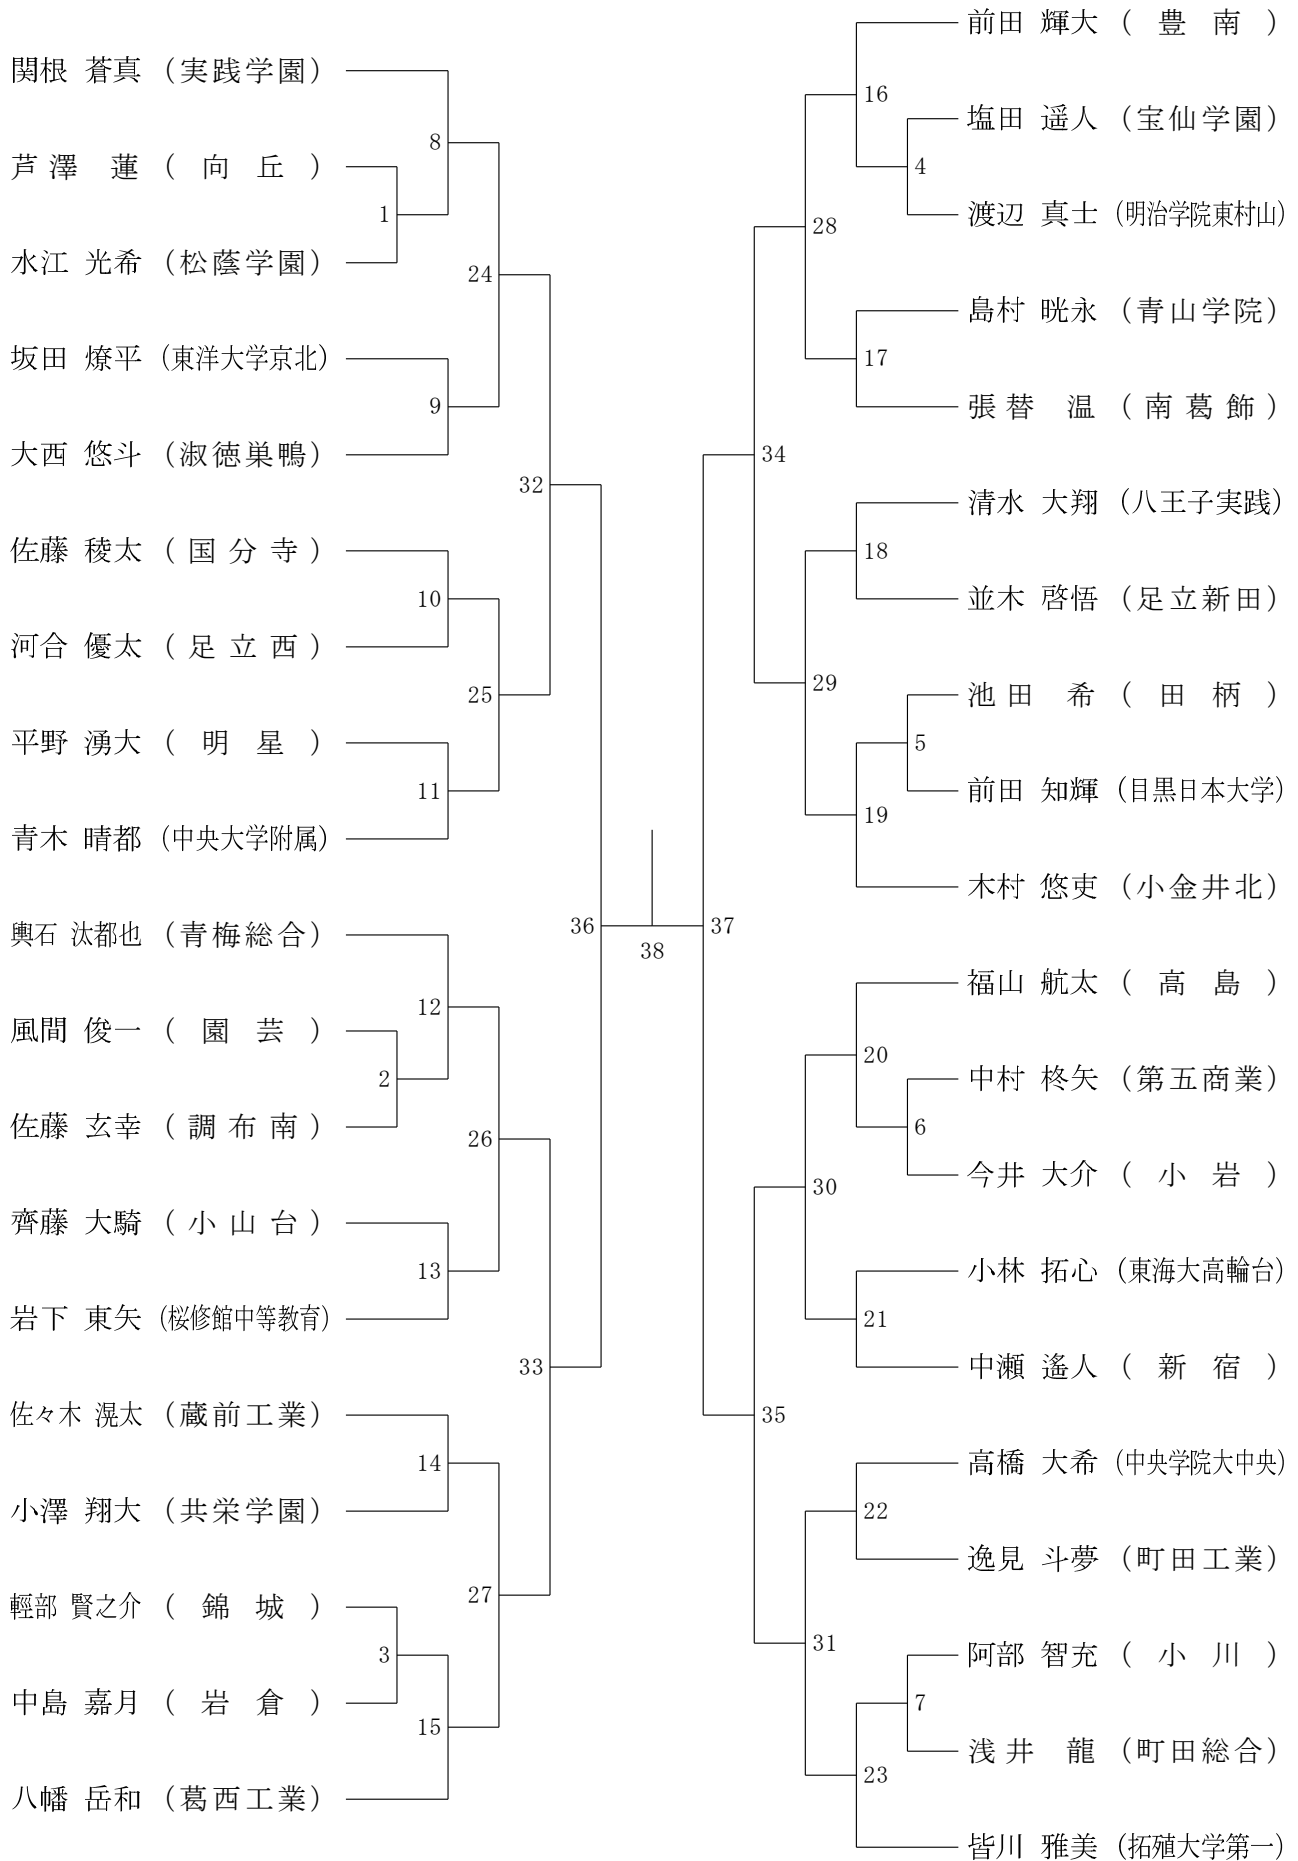 関根 蒼真 (実践学園)
芦澤 蓮 (向丘)
水江 光希 (松蔭学園)
坂田 燎平 (東洋大学京北)
大西 悠斗 (淑徳巣鴨)
佐藤 稜太 (国分寺)
河合 優太 (足立西)
平野 湧大 (明星)
青木 晴都 (中央大学附属)
輿石 汰都也 (青梅総合)
風間 俊一 (園芸)
佐藤 玄幸 (調布南)
齊藤 大騎 (小山台)
岩下 東矢 (桜修館中等教育)
佐々木 滉太 (蔵前工業)
小澤 翔大 (共栄学園)
輕部 賢之介 (錦城)
中島 嘉月 (岩倉)
八幡 岳和 (葛西工業)
1
2
3
8
9
10
11
12
13
14
15
24
25
26
27
32
33
36
38
37
34
35
28
29
30
31
16
17
18
19
20
21
22
23
4
5
6
7
前田 輝大 (豊南)
塩田 遥人 (宝仙学園)
渡辺 真士 (明治学院東村山)
島村 晄永 (青山学院)
張替 温 (南葛飾)
清水 大翔 (八王子実践)
並木 啓悟 (足立新田)
池田 希 (田柄)
前田 知輝 (目黒日本大学)
木村 悠吏 (小金井北)
福山 航太 (高島)
中村 柊矢 (第五商業)
今井 大介 (小岩)
小林 拓心 (東海大高輪台)
中瀬 遙人 (新宿)
高橋 大希 (中央学院大中央)
逸見 斗夢 (町田工業)
阿部 智充 (小川)
浅井 龍 (町田総合)
皆川 雅美 (拓殖大学第一)